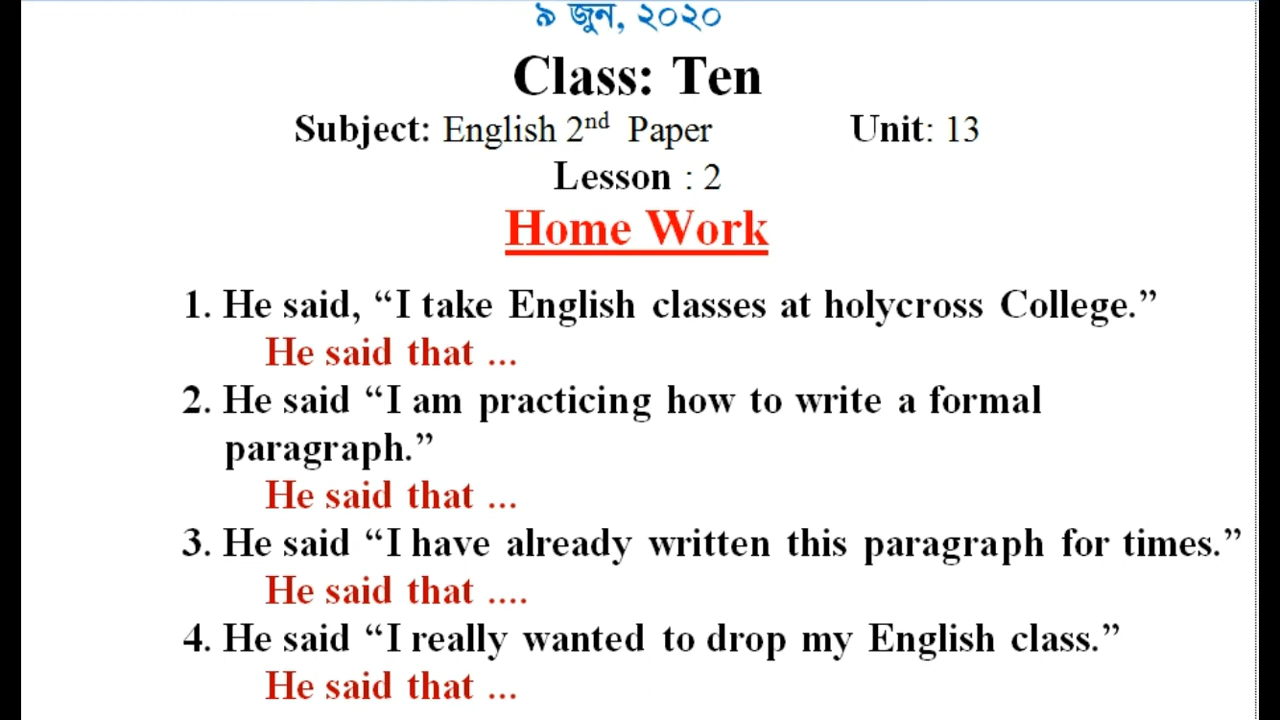 ৯ জুন, ২০২০
Class: Ten
Subject: English 2nd Paper Unit: 13
Lesson : 2
Home Work
1. He said, “I take English classes at holycross College.”
He said that ...
2. He said “I am practicing how to write a formal
paragraph.”
He said that ...
3. He said “I have already written this paragraph for times.”
He said that ....
4. He said “I really wanted to drop my English class.”
He said that ...